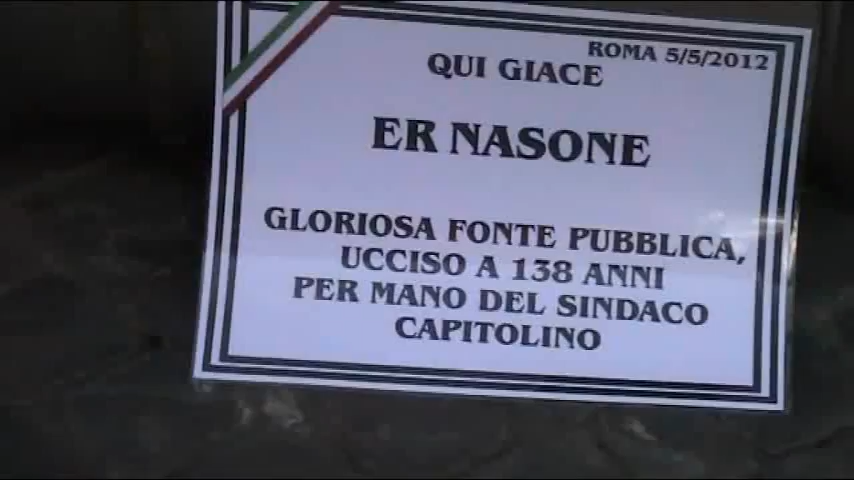 ROMA 5/5/2012
QUI GIACE
ER NASONE
GLORIOSA FONTE PUBBLICA,
UCCISO A 138 ANNI
PER MANO DEL SINDACO
CAPITOLINO